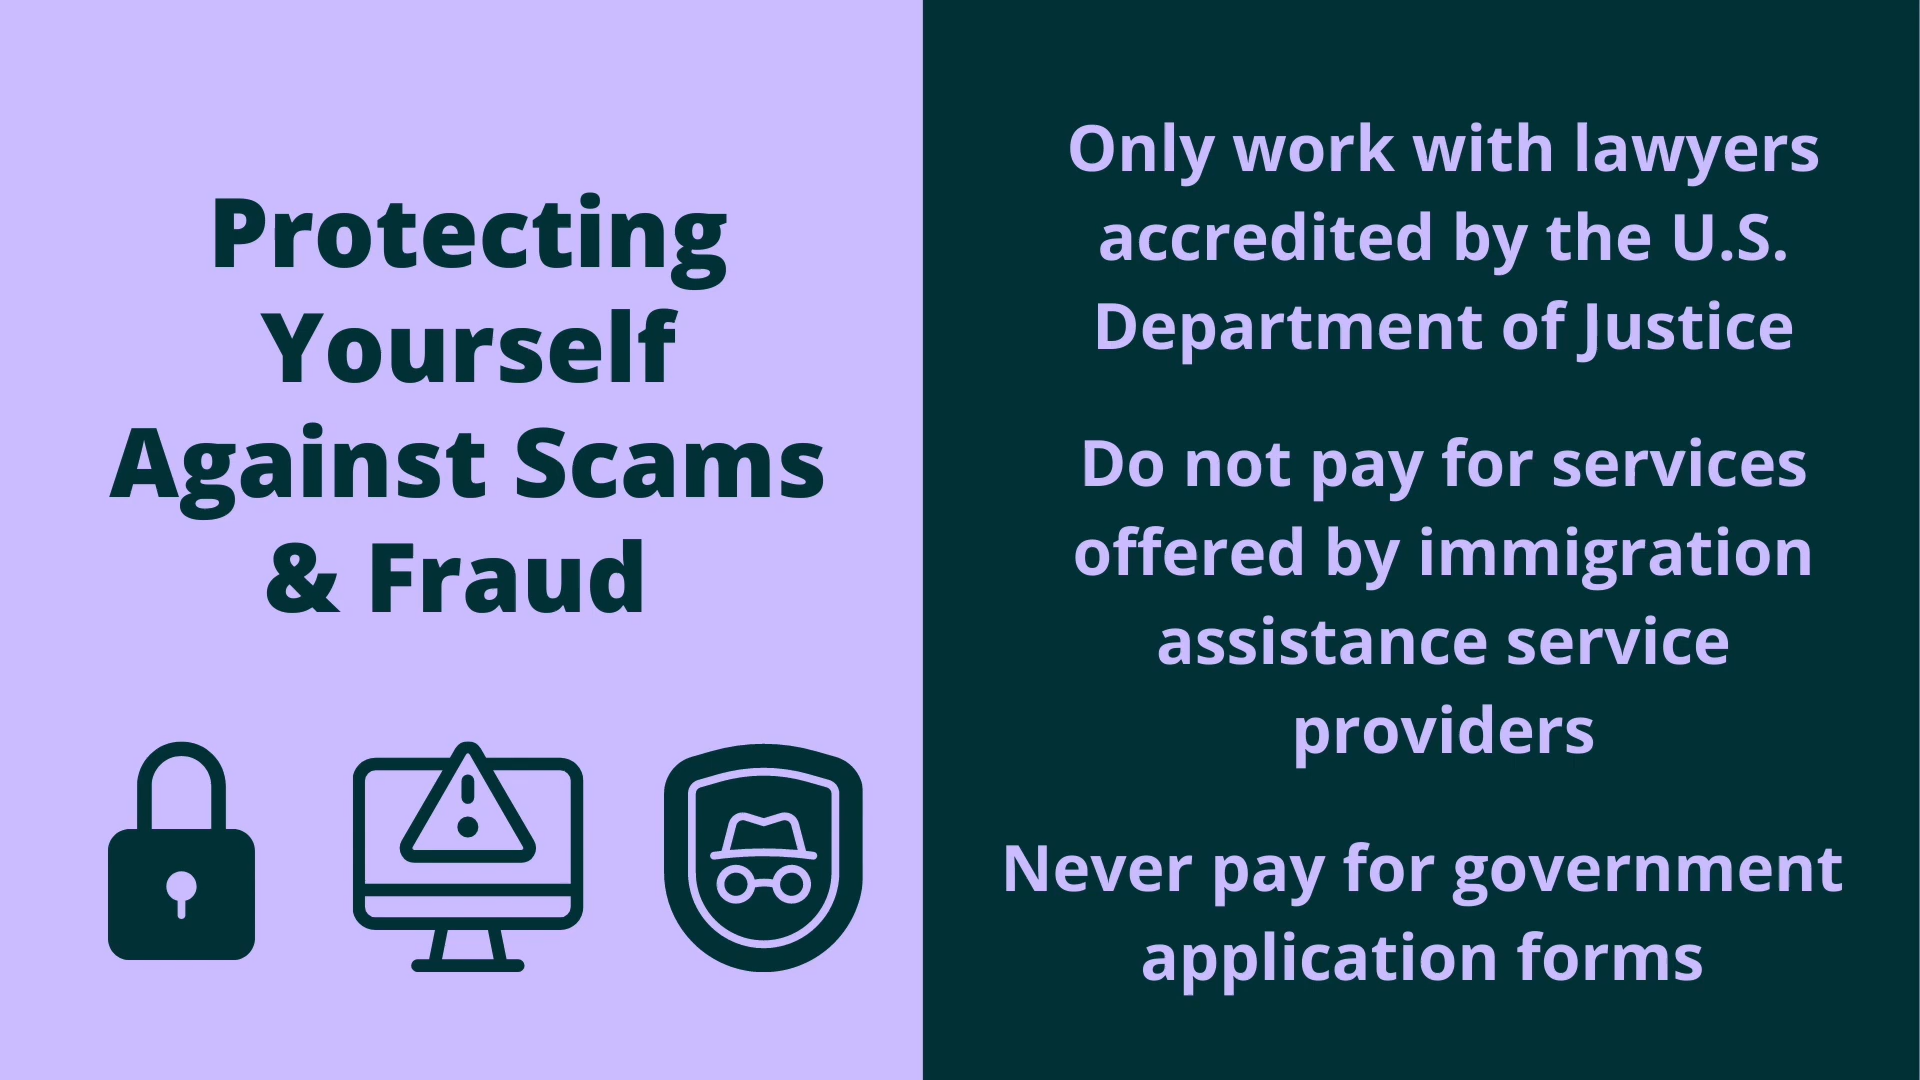 Protecting
Yourself
Against Scams
& Fraud
Only work with lawyers
accredited by the U.S.
Department of Justice
Do not pay for services
offered by immigration
assistance service
providers
Never pay for government
application forms